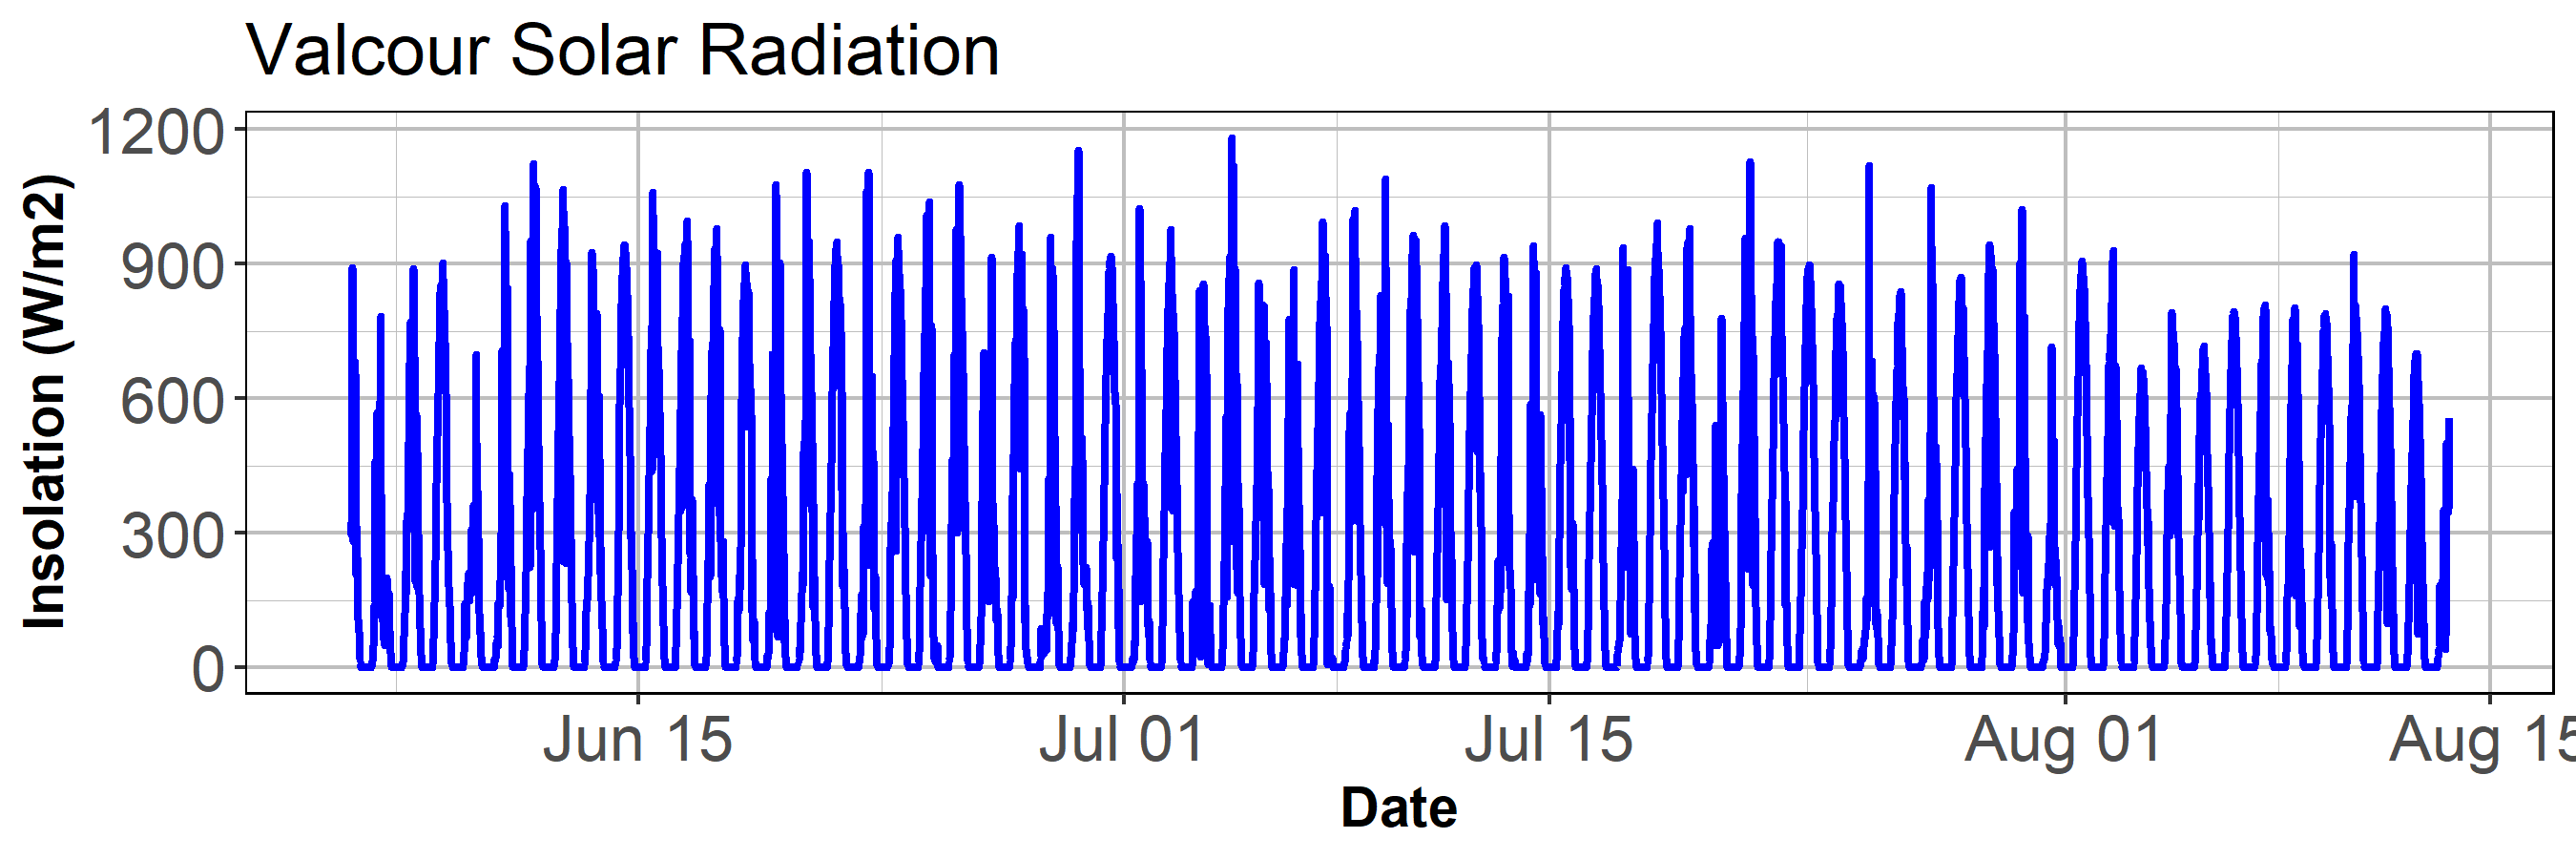 Valcour Solar Radiation
1200
900
600
300
0
Insolation (W/m2)
Jun 15
Jul 01
Jul 15
Aug 01
Aug 15
Date